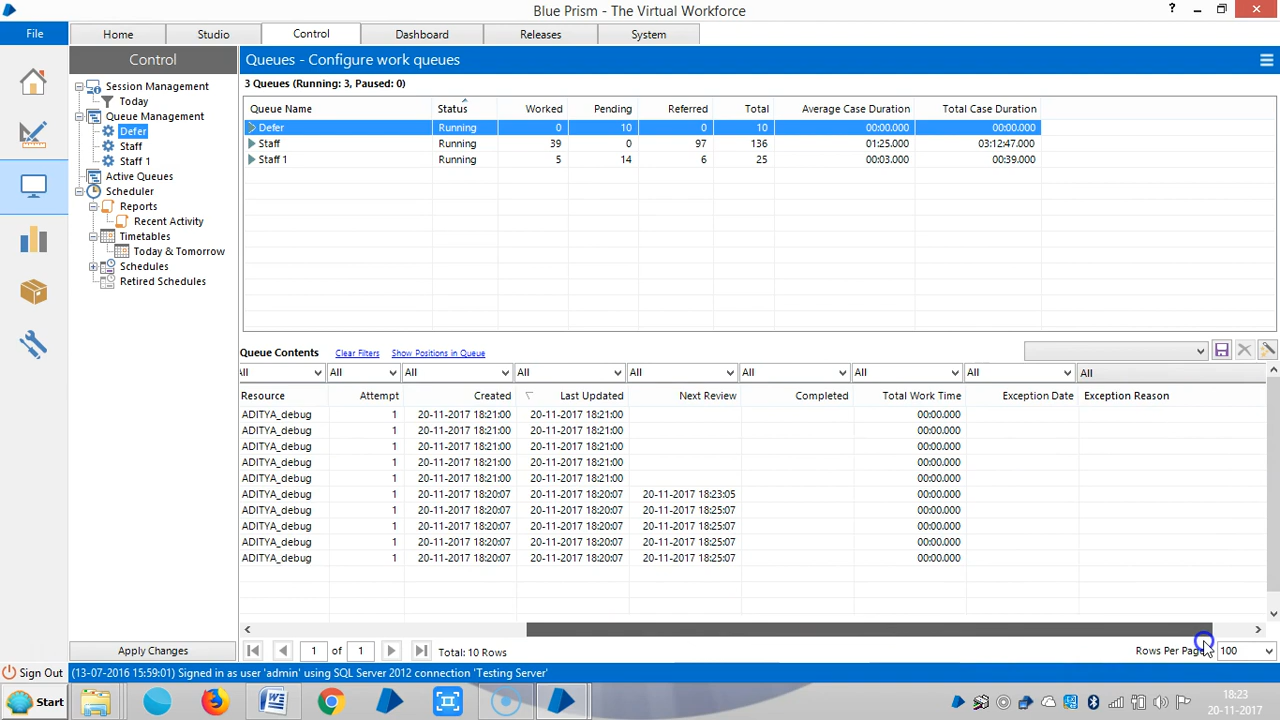 Blue Prism - The Virtual Workforce
File Home Studio Control Dashboard Releases System
Control
Session Management
Today
Queue Management
Defer
Staff
Staff 1
Active Queues
Scheduler
Reports
Recent Activity
Timetables
Today & Tomorrow
Schedules
Retired Schedules
Apply Changes
Queues - Configure work queues
3 Queues (Running: 3, Paused: 0)
Queue Name Status Worked Pending Referred Total Average Case Duration Total Case Duration
Defer Running 0 10 0 10 00:00.000 00:00.000
Staff Running 39 0 97 136 01:25.000 03:12:47.000
Staff 1 Running 5 14 6 25 00:03.000 00:39.000
Queue Contents Clear Filters Show Positions in Queue
All All All All All All All All All
Resource Attempt Created Last Updated Next Review Completed Total Work Time Exception Date Exception Reason
ADITYA_debug 1 20-11-2017 18:21:00 20-11-2017 18:21:00 00:00.000
ADITYA_debug 1 20-11-2017 18:21:00 20-11-2017 18:21:00 00:00.000
ADITYA_debug 1 20-11-2017 18:21:00 20-11-2017 18:21:00 00:00.000
ADITYA_debug 1 20-11-2017 18:21:00 20-11-2017 18:21:00 00:00.000
ADITYA_debug 1 20-11-2017 18:21:00 20-11-2017 18:21:00 00:00.000
ADITYA_debug 1 20-11-2017 18:20:07 20-11-2017 18:20:07 20-11-2017 18:23:05 00:00.000
ADITYA_debug 1 20-11-2017 18:20:07 20-11-2017 18:20:07 20-11-2017 18:25:07 00:00.000
ADITYA_debug 1 20-11-2017 18:20:07 20-11-2017 18:20:07 20-11-2017 18:25:07 00:00.000
ADITYA_debug 1 20-11-2017 18:20:07 20-11-2017 18:20:07 20-11-2017 18:25:07 00:00.000
ADITYA_debug 1 20-11-2017 18:20:07 20-11-2017 18:20:07 20-11-2017 18:25:07 00:00.000
1 of 1 Total: 10 Rows Rows Per Page 100
Sign Out (13-07-2016 15:59:01) Signed in as user 'admin' using SQL Server 2012 connection 'Testing Server'
Start 18:23
20-11-2017